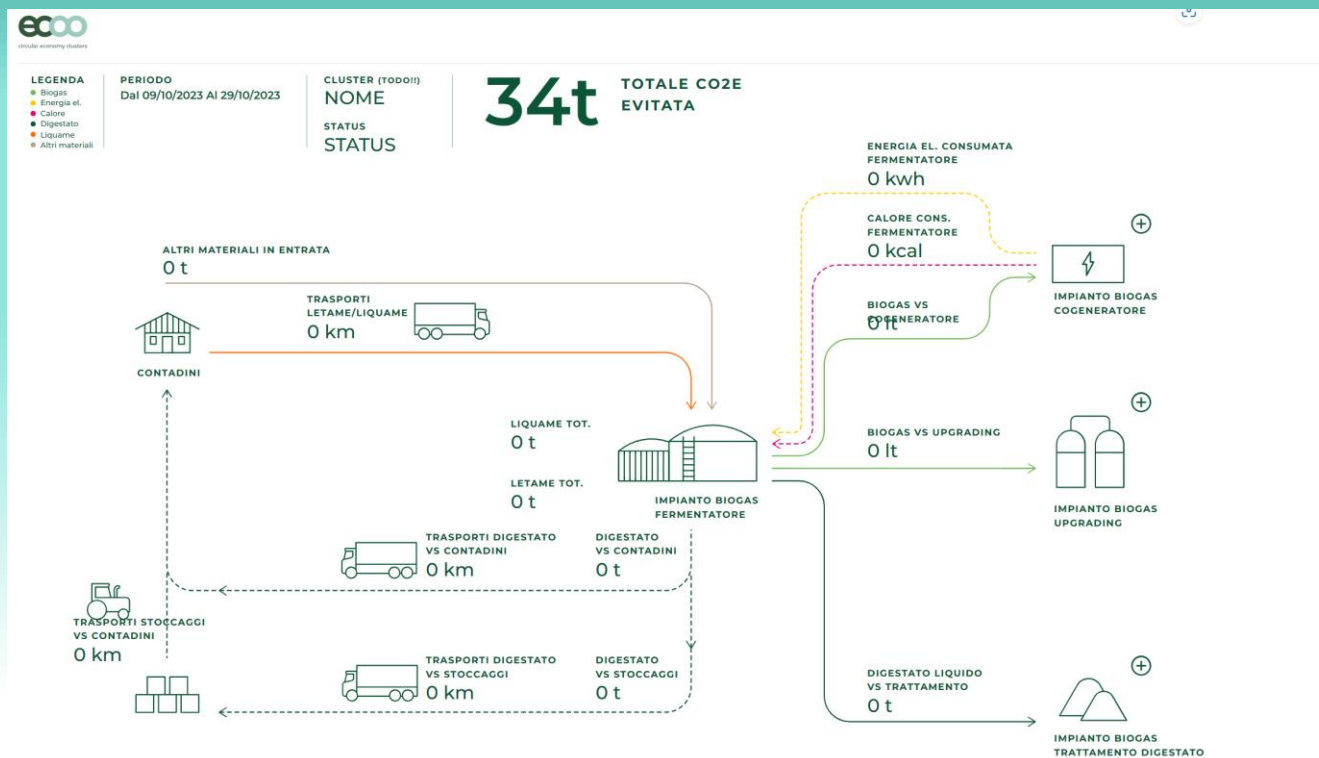 ecoo
circular economy clusters
LEGENDA
Biogas
Energia el.
Calore
Digestato
Liquame
Altri materiali
PERIODO
Dal 09/10/2023 Al 29/10/2023
CLUSTER (TODO!!)
NOME
STATUS
STATUS
34t
TOTALE CO2E
EVITATA
ENERGIA EL. CONSUMATA
FERMENTATORE
0 kwh
CALORE CONS.
FERMENTATORE
0 kcal
ALTRI MATERIALI IN ENTRATA
0 t
TRASPORTI
LETAME/LIQUAME
0 km
BIOGAS VS
COGENERATORE
0 lt
IMPIANTO BIOGAS
COGENERATORE
CONTADINI
LIQUAME TOT.
0 t
LETAME TOT.
0 t
IMPIANTO BIOGAS
FERMENTATORE
BIOGAS VS UPGRADING
0 lt
IMPIANTO BIOGAS
UPGRADING
TRASPORTI DIGESTATO
VS CONTADINI
0 km
DIGESTATO
VS CONTADINI
0 t
TRASPORTI STOCCAGGI
VS CONTADINI
0 km
TRASPORTI DIGESTATO
VS STOCCAGGI
0 km
DIGESTATO
VS STOCCAGGI
0 t
DIGESTATO LIQUIDO
VS TRATTAMENTO
0 t
IMPIANTO BIOGAS
TRATTAMENTO DIGESTATO